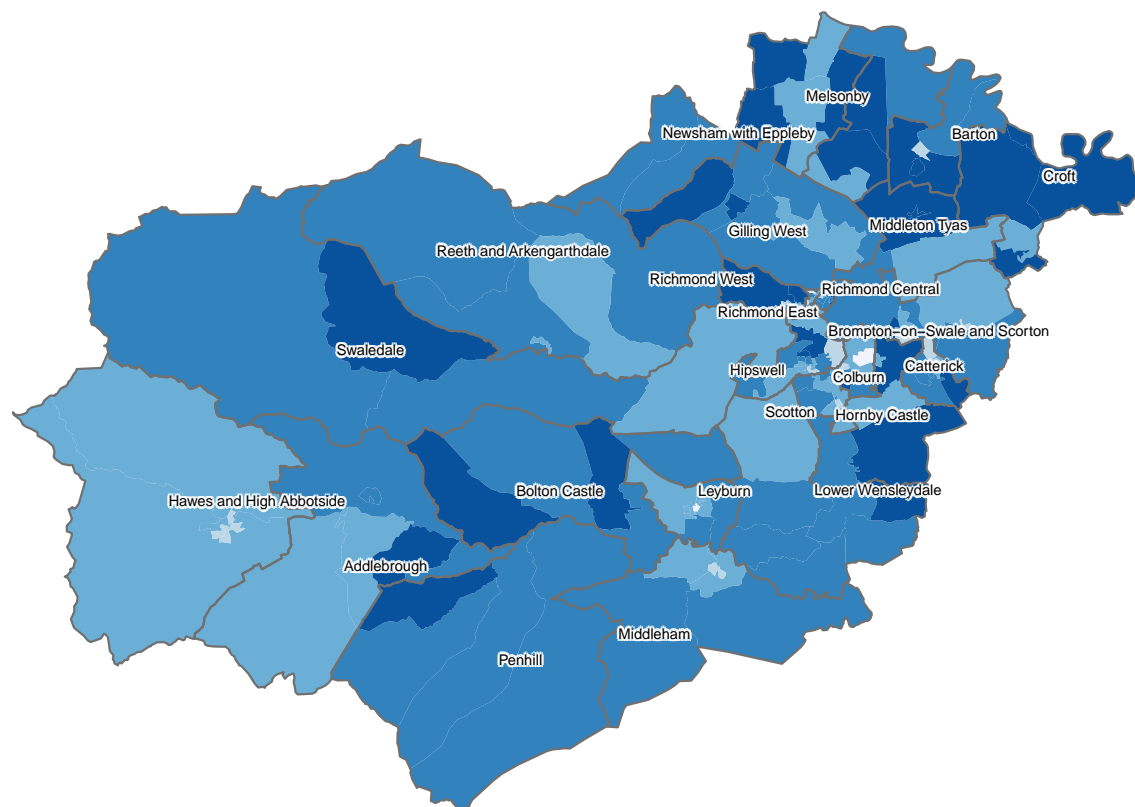 Melsonby
Newsham with Eppleby
Barton
Croft
Middleton Tyas
Gilling West
Reeth and Arkengarthdale
Richmond West
Richmond Central
Richmond East
Brompton−on−Swale and Scorton
Swaledale
Hipswell
Catterick
Colburn
Scotton
Hornby Castle
Bolton Castle
Leyburn
Lower Wensleydale
Hawes and High Abbotside
Addlebrough
Middleham
Penhill